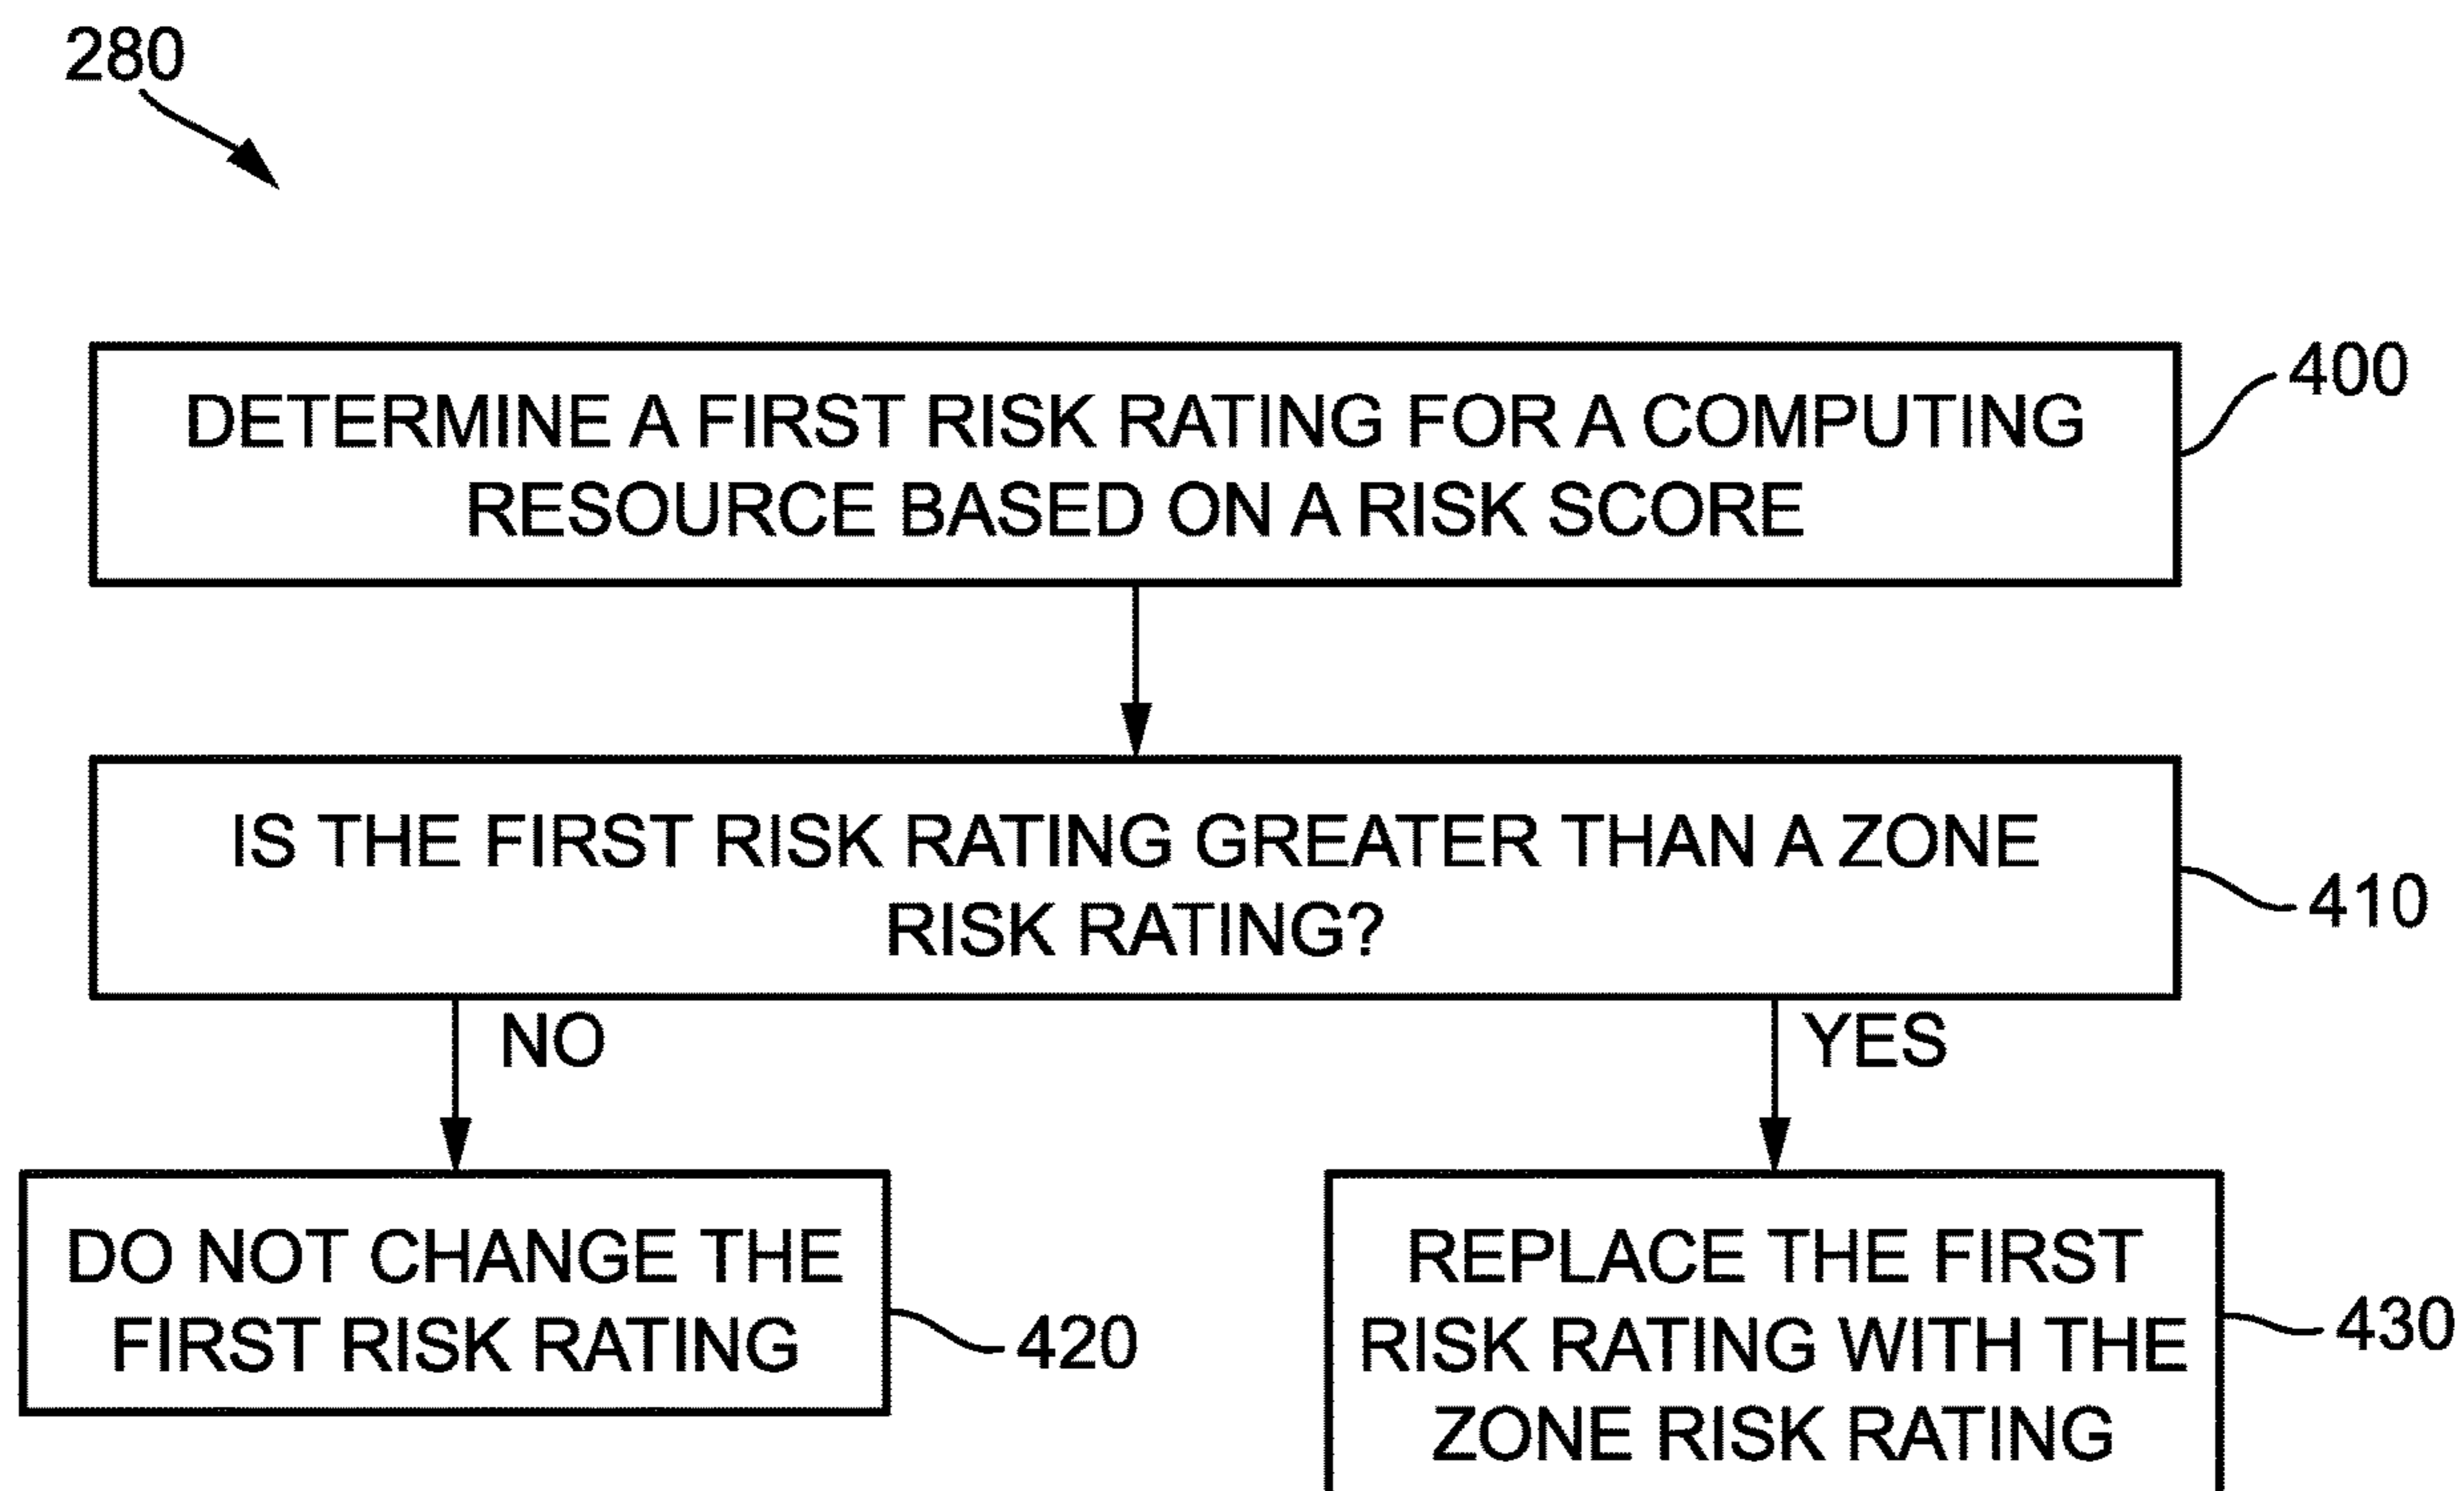 280
DETERMINE A FIRST RISK RATING FOR A COMPUTING
RESOURCE BASED ON A RISK SCORE
400
IS THE FIRST RISK RATING GREATER THAN A ZONE
RISK RATING?
410
NO
YES
DO NOT CHANGE THE
FIRST RISK RATING
420
REPLACE THE FIRST
RISK RATING WITH THE
ZONE RISK RATING
430